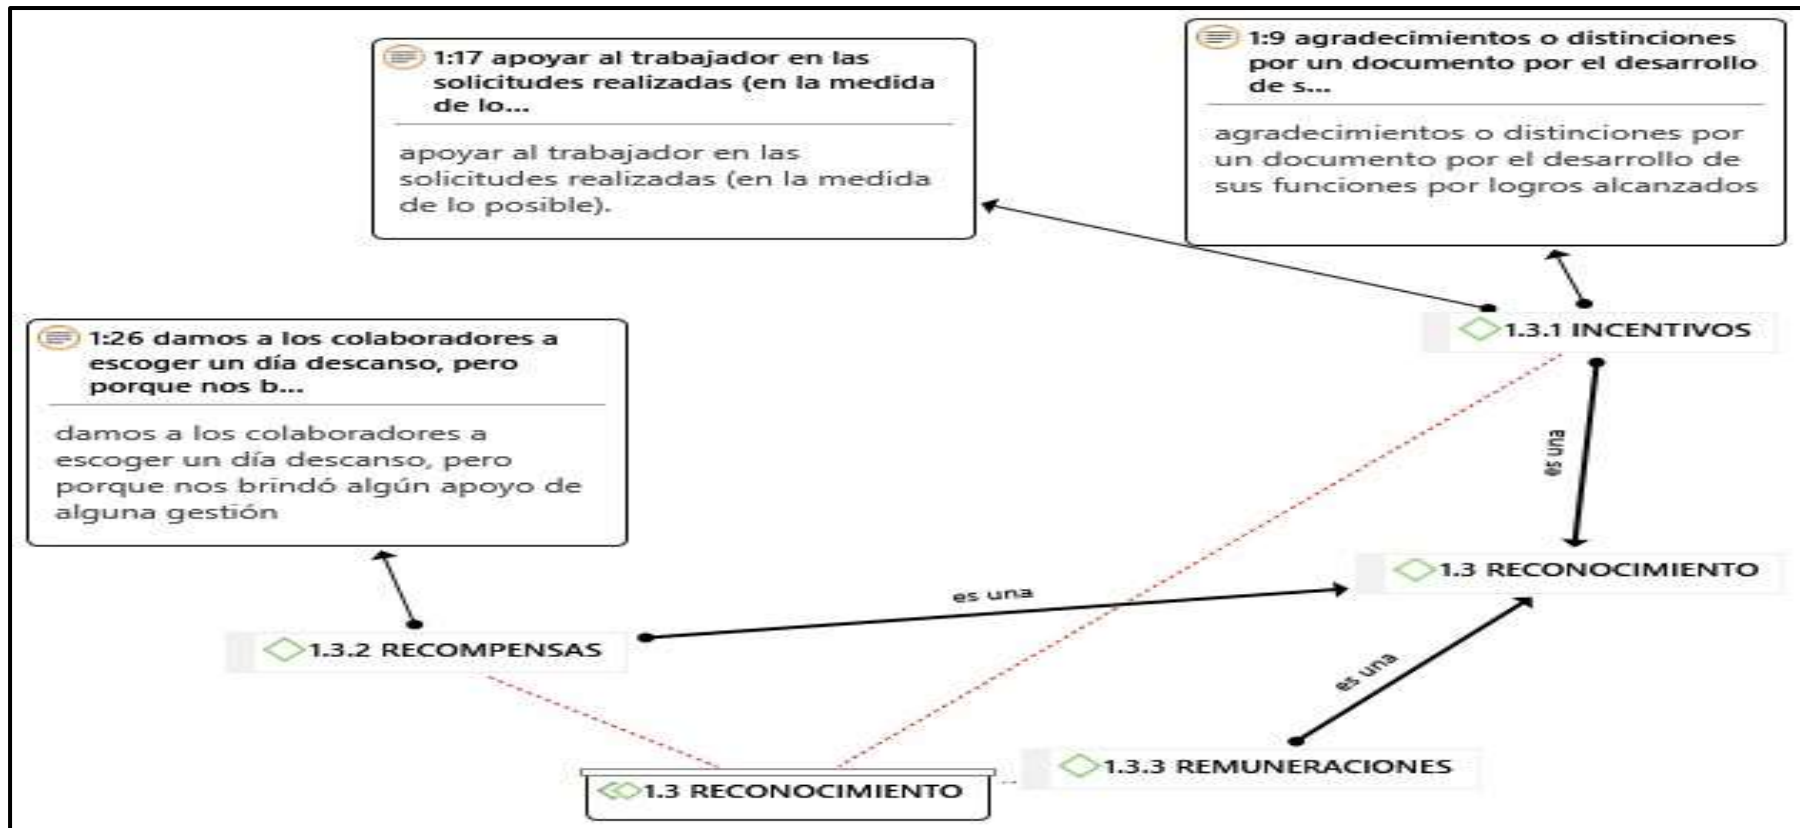 1:17 apoyar al trabajador en las
solicitudes realizadas (en la medida
de lo...
apoyar al trabajador en las
solicitudes realizadas (en la medida
de lo posible).
1:9 agradecimientos o distinciones
por un documento por el desarrollo
de s...
agradecimientos o distinciones por
un documento por el desarrollo de
sus funciones por logros alcanzados
1.3.1 INCENTIVOS
1:26 damos a los colaboradores a
escoger un día descanso, pero
porque nos b...
damos a los colaboradores a
escoger un día descanso, pero
porque nos brindó algún apoyo de
alguna gestión
es una
1.3 RECONOCIMIENTO
es una
1.3.2 RECOMPENSAS
es una
1.3.3 REMUNERACIONES
1.3 RECONOCIMIENTO